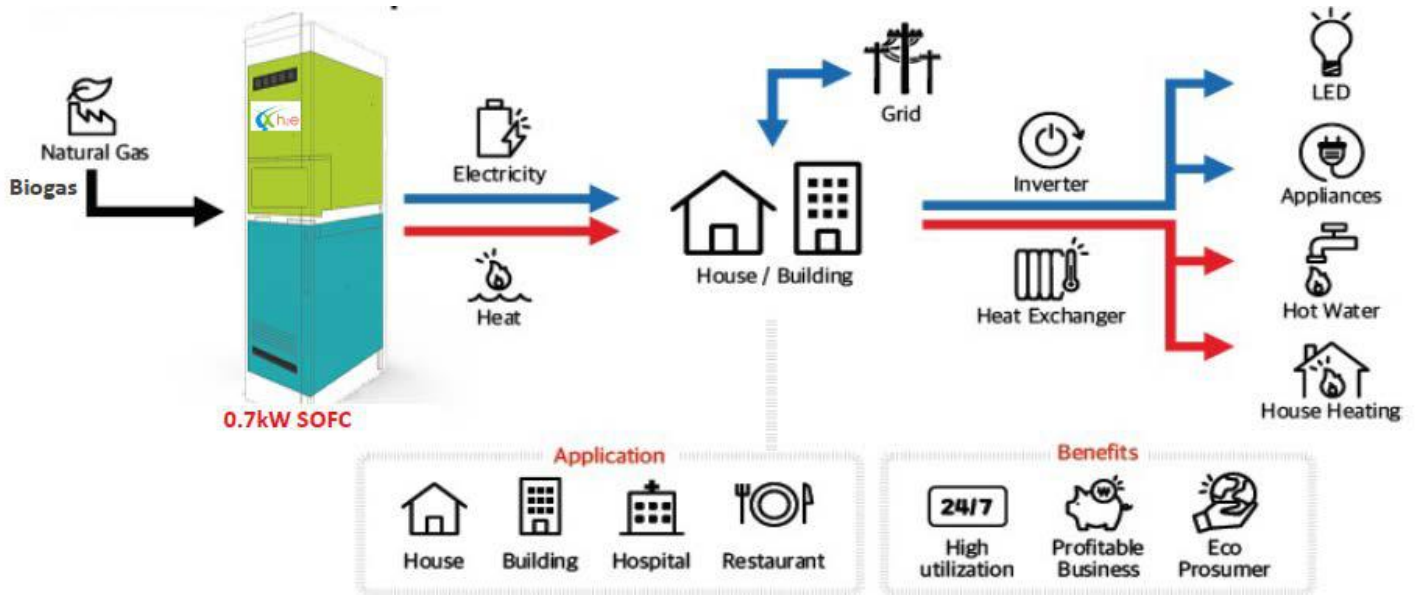 Natural Gas
Biogas
h2e
0.7kW SOFC
Electricity
Heat
Grid
House / Building
Inverter
Heat Exchanger
LED
Appliances
Hot Water
House Heating
Application
House
Building
Hospital
Restaurant
Benefits
24/7
High
utilization
₩
Profitable
Business
Eco
Prosumer